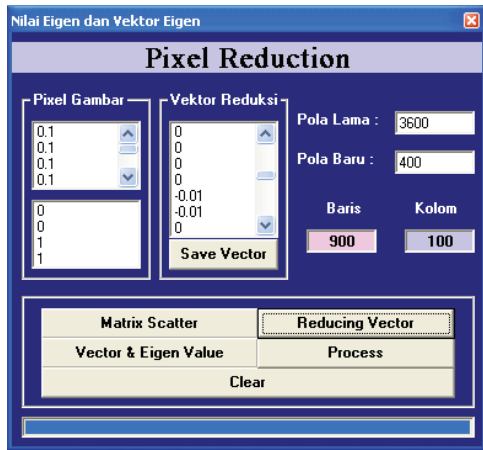 Nilai Eigen dan Vektor Eigen
Pixel Reduction
Pixel Gambar
0.1
0.1
0.1
0.1
0
0
1
1
Vektor Reduksi
0
0
0
0
-0.01
-0.01
0
Save Vector
Pola Lama : 3600
Pola Baru : 400
Baris Kolom
900 100
Matrix Scatter Reducing Vector
Vector & Eigen Value Process
Clear